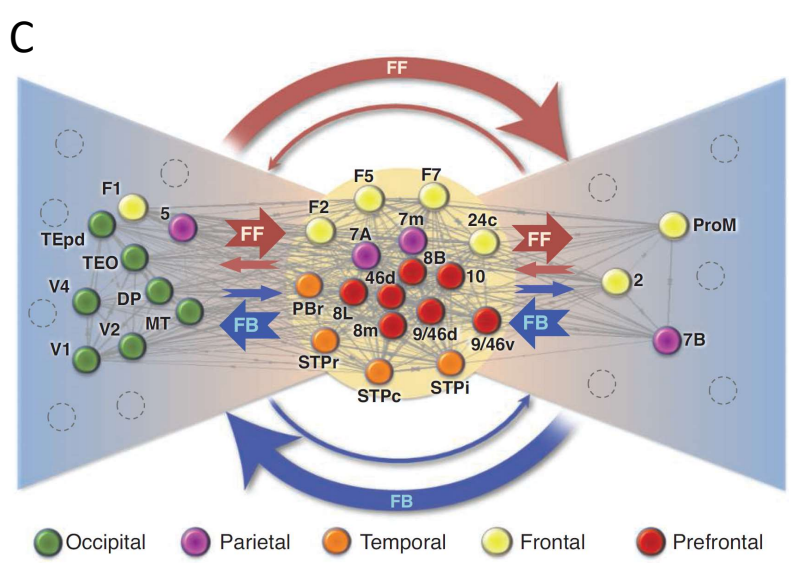 C
FF
F1
5
TEpd
TEO
V4
DP
MT
V2
V1
FF
FB
F5
F7
F2
7A
7m
24c
8B
10
46d
PBr
8L
8m
9/46d
9/46v
STPr
STPc
STPi
FF
FB
ProM
2
7B
FB
Occipital
Parietal
Temporal
Frontal
Prefrontal